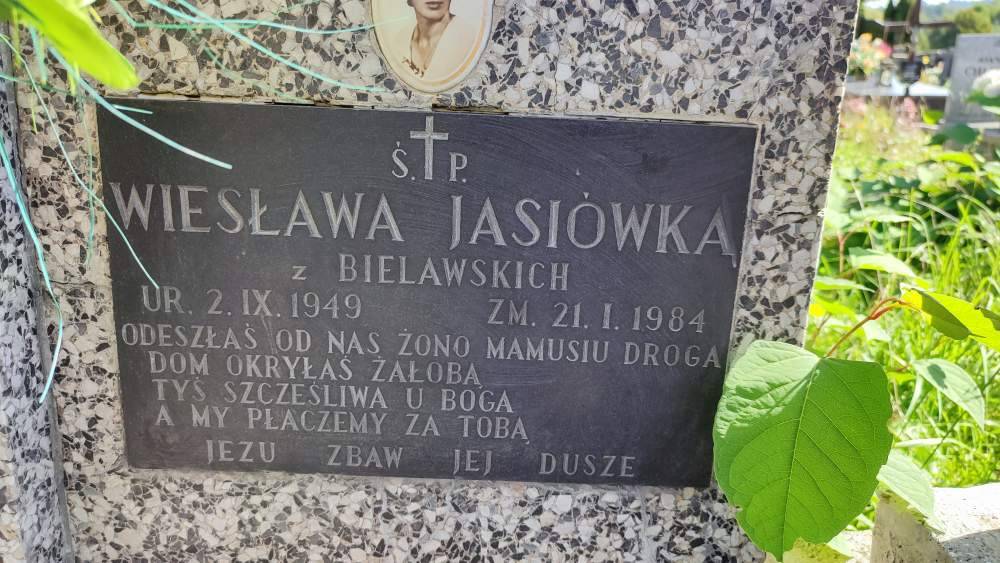 Ś. P.
WIESŁAWA JASIÓWKA
z BIELAWSKICH
UR. 2. IX. 1949 ZM. 21. I. 1984
ODESZŁAŚ OD NAS ŻONO MAMUSIU DROGA
DOM OKRYŁAŚ ŻAŁOBĄ
TYŚ SZCZĘŚLIWA U BOGA
A MY PŁACZEMY ZA TOBĄ
JEZU ZBAW JEJ DUSZE